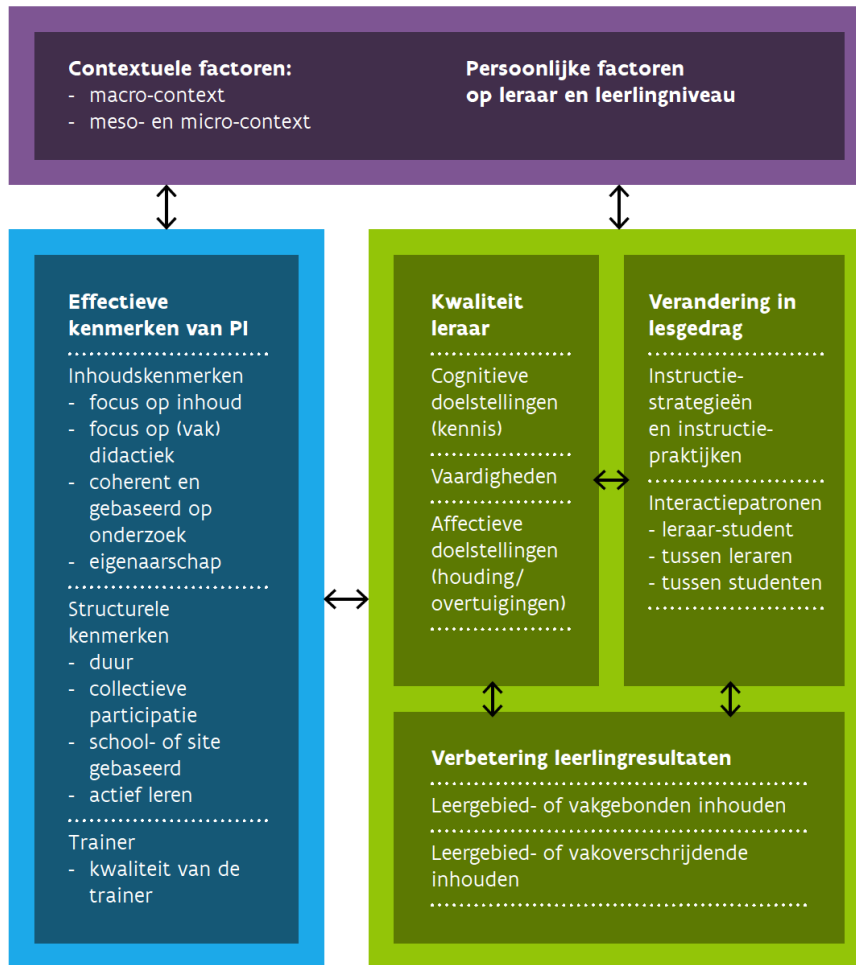 Contextuele factoren:
- macro-context
- meso- en micro-context
Persoonlijke factoren
op leraar en leerlingniveau
Effectieve
kenmerken van PI
Inhoudskenmerken
- focus op inhoud
- focus op (vak)
didactiek
- coherent en
gebaseerd op
onderzoek
- eigenaarschap
Structurele
kenmerken
- duur
- collectieve
participatie
- school- of site
gebaseerd
- actief leren
Trainer
- kwaliteit van de
trainer
Kwaliteit
leraar
Cognitieve
doelstellingen
(kennis)
Vaardigheden
Affectieve
doelstellingen
(houding/
overtuigingen)
Verandering in
lesgedrag
Instructie-
strategieën
en instructie-
praktijken
Interactiepatronen
- leraar-student
- tussen leraren
- tussen studenten
Verbetering leerlingresultaten
Leergebied- of vakgebonden inhouden
Leergebied- of vakoverschrijdende
inhouden